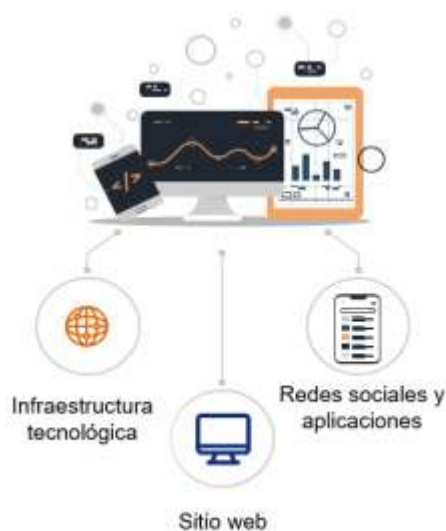 </?
Infraestructura
tecnológica
Redes sociales y
aplicaciones
Sitio web